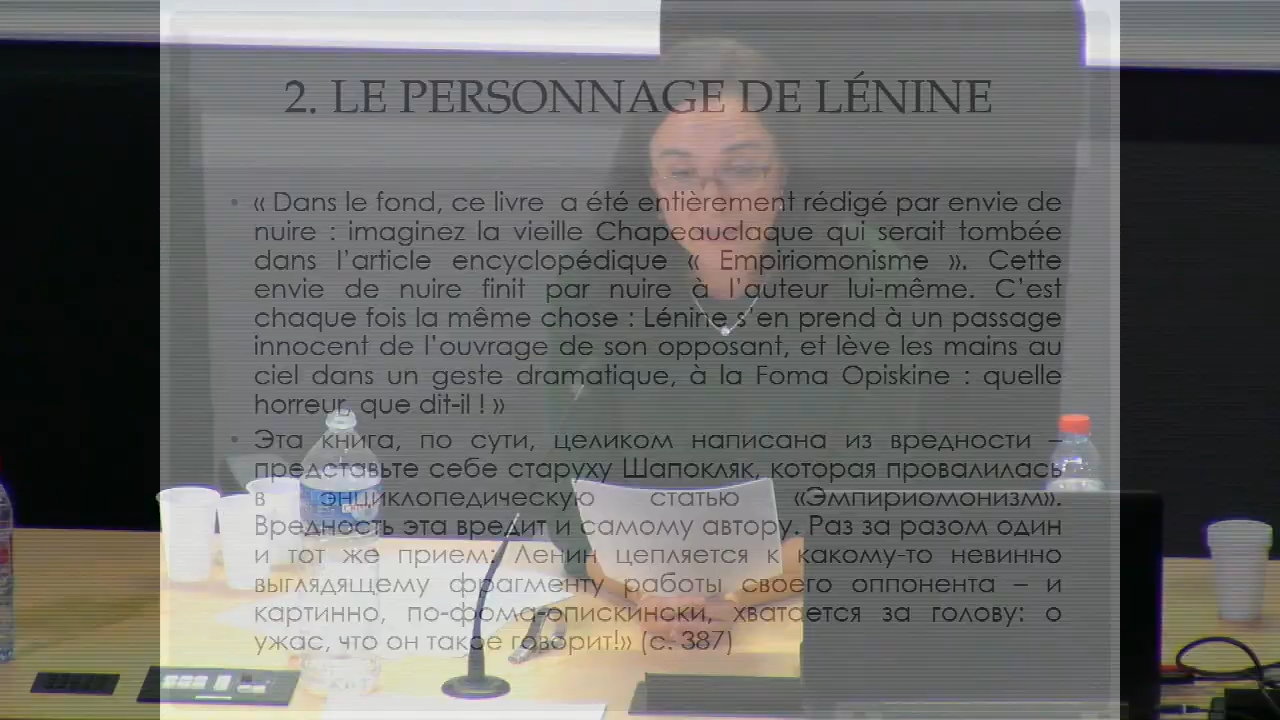 2. LE PERSONNAGE DE LÉNINE
• « Dans le fond, ce livre a été entièrement rédigé par envie de
nuire : imaginez la vieille Chapeauclaque qui serait tombée
dans l'article encyclopédique « Empiriomonisme ». Cette
envie de nuire finit par nuire à l'auteur lui-même. C'est
chaque fois la même chose : Lénine s'en prend à un passage
innocent de l'ouvrage de son opposant, et lève les mains au
ciel dans un geste dramatique, à la Foma Opiskine : quelle
horreur, que dit-il ! »
• Эта книга, по сути, целиком написана из вредности –
представьте себе старуху Шапокляк, которая провалилась
в энциклопедическую статью «Эмпириомонизм».
Вредность эта вредит и самому автору. Раз за разом один
и тот же прием: Ленин цепляется к какому-то невинно
выглядящему фрагменту работы своего оппонента – и
картинно, по-фома-опискински, хватается за голову: о
ужас, что он такое говорит!» (с. 387)